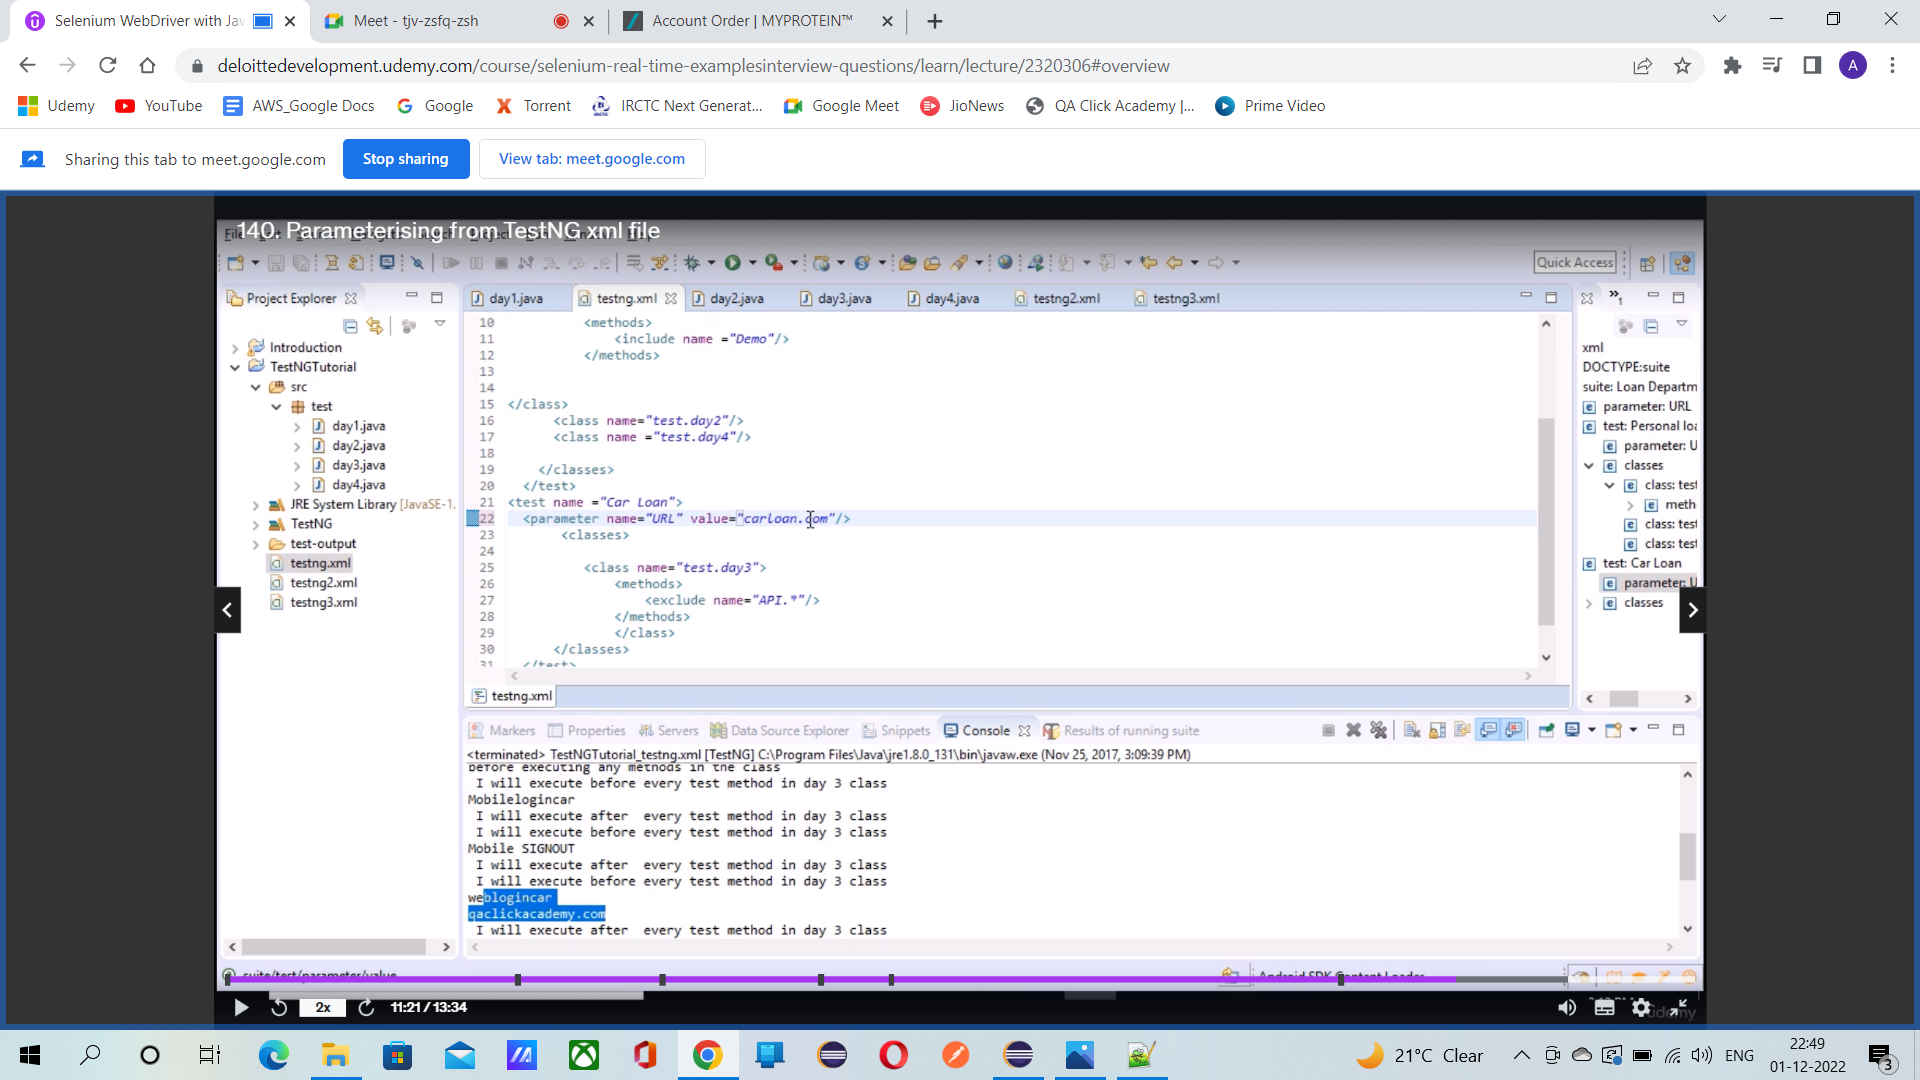 Selenium WebDriver with Jav
Meet - tjv-zsfq-zsh
Account Order | MYPROTEIN™
deloittedevelopment.udemy.com/course/selenium-real-time-examplesinterview-questions/learn/lecture/2320306#overview
A
Udemy
YouTube
AWS_Google Docs
Google
Torrent
IRCTC Next Generat...
Google Meet
JioNews
QA Click Academy |...
Prime Video
Sharing this tab to meet.google.com
Stop sharing
View tab: meet.google.com
140. Parameterising from TestNG xml file
Quick Access
Project Explorer
day1.java
testng.xml
day2.java
day3.java
day4.java
testng2.xml
testng3.xml
Introduction
TestNGTutorial
src
test
day1.java
day2.java
day3.java
day4.java
JRE System Library [JavaSE-1.
TestNG
test-output
testng.xml
testng2.xml
testng3.xml
10 <methods>
11 <include name ="Demo"/>
12 </methods>
13
14
15 </class>
16 <class name="test.day2"/>
17 <class name ="test.day4"/>
18
19 </classes>
20 </test>
21 <test name ="Car Loan">
22 <parameter name="URL" value="carloan.com"/>
23 <classes>
24
25 <class name="test.day3">
26 <methods>
27 <exclude name="API.*"/>
28 </methods>
29 </class>
30 </classes>
31 </test>
testng.xml
xml
DOCTYPE:suite
suite: Loan Departm
parameter: URL
test: Personal loa
parameter: U
classes
class: test
meth
class: test
class: test
test: Car Loan
parameter: U
classes
Markers
Properties
Servers
Data Source Explorer
Snippets
Console
Results of running suite
<terminated> TestNGTutorial_testng.xml [TestNG] C:\Program Files\Java\jre1.8.0_131\bin\javaw.exe (Nov 25, 2017, 3:09:39 PM)
before executing any methods in the class
I will execute before every test method in day 3 class
Mobilelogincar
I will execute after every test method in day 3 class
I will execute before every test method in day 3 class
Mobile SIGNOUT
I will execute after every test method in day 3 class
I will execute before every test method in day 3 class
weblogincar
qaclickacademy.com
I will execute after every test method in day 3 class
suite/test/parameter/value
Android SDK Content Loader
2x
11:21 / 13:34
udemy
21°C Clear
ENG
22:49
01-12-2022
3